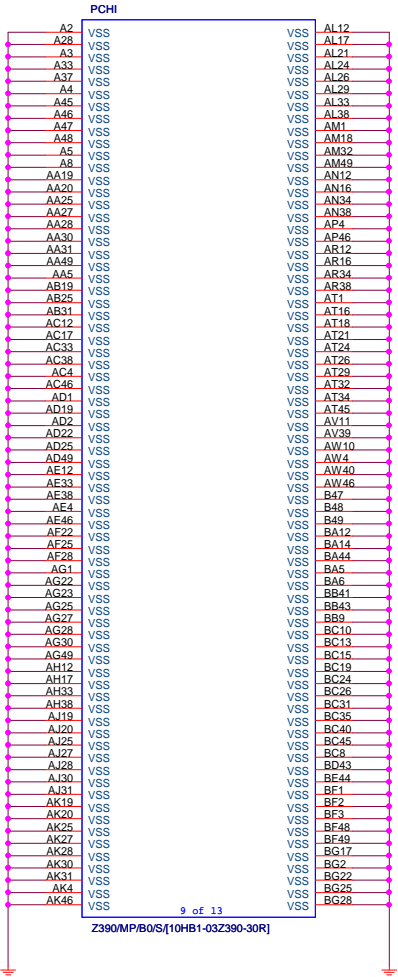 PCHI
A2 VSS VSS AL12
A28 VSS VSS AL17
A3 VSS VSS AL21
A33 VSS VSS AL24
A37 VSS VSS AL26
A4 VSS VSS AL29
A45 VSS VSS AL33
A46 VSS VSS AL38
A47 VSS VSS AM1
A48 VSS VSS AM18
A5 VSS VSS AM32
A8 VSS VSS AM49
AA19 VSS VSS AN12
AA20 VSS VSS AN16
AA25 VSS VSS AN34
AA27 VSS VSS AN38
AA28 VSS VSS AP4
AA30 VSS VSS AP46
AA31 VSS VSS AR12
AA49 VSS VSS AR16
AA5 VSS VSS AR34
AB19 VSS VSS AR38
AB25 VSS VSS AT1
AB31 VSS VSS AT16
AC12 VSS VSS AT18
AC17 VSS VSS AT21
AC33 VSS VSS AT24
AC38 VSS VSS AT26
AC4 VSS VSS AT29
AC46 VSS VSS AT32
AD1 VSS VSS AT34
AD19 VSS VSS AT45
AD2 VSS VSS AV11
AD22 VSS VSS AV39
AD25 VSS VSS AW10
AD49 VSS VSS AW4
AE12 VSS VSS AW40
AE33 VSS VSS AW46
AE38 VSS VSS B47
AE4 VSS VSS B48
AE46 VSS VSS B49
AF22 VSS VSS BA12
AF25 VSS VSS BA14
AF28 VSS VSS BA44
AG1 VSS VSS BA5
AG22 VSS VSS BA6
AG23 VSS VSS BB41
AG25 VSS VSS BB43
AG27 VSS VSS BB9
AG28 VSS VSS BC10
AG30 VSS VSS BC13
AG49 VSS VSS BC15
AH12 VSS VSS BC19
AH17 VSS VSS BC24
AH33 VSS VSS BC26
AH38 VSS VSS BC31
AJ19 VSS VSS BC35
AJ20 VSS VSS BC40
AJ25 VSS VSS BC45
AJ27 VSS VSS BC8
AJ28 VSS VSS BD43
AJ30 VSS VSS BE44
AJ31 VSS VSS BF1
AK19 VSS VSS BF2
AK20 VSS VSS BF3
AK25 VSS VSS BF48
AK27 VSS VSS BF49
AK28 VSS VSS BG17
AK30 VSS VSS BG2
AK31 VSS VSS BG22
AK4 VSS VSS BG25
AK46 VSS VSS BG28
9 of 13
Z390/MP/B0/S/[10HB1-03Z390-30R]